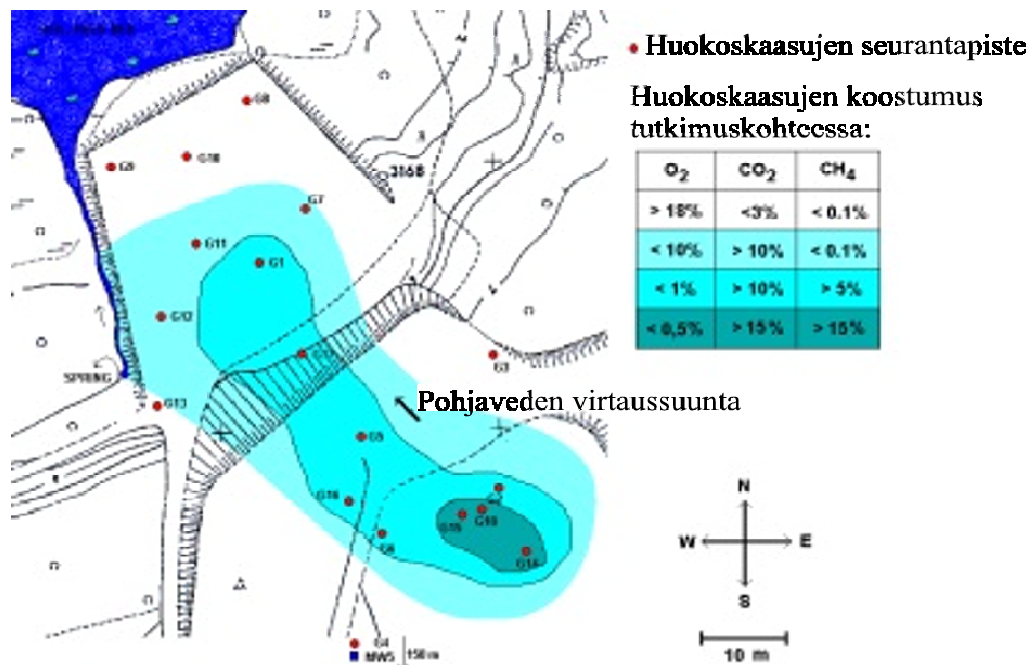 Huokoskaasujen seurantapiste
Huokoskaasujen koostumus
tutkimuskohteessa:
O2 CO2 CH4
> 18% <3% < 0.1%
< 10% > 10% < 0.1%
< 1% > 10% > 5%
< 0,5% > 15% > 15%
G8
G9
G10
3168
G7
G11
G1
G12
G3
SPRING
G13
Pohjaveden virtaussuunta
G5
G16
G15
G6
G14
G4
MW5 150 m
N
W E
S
10 m